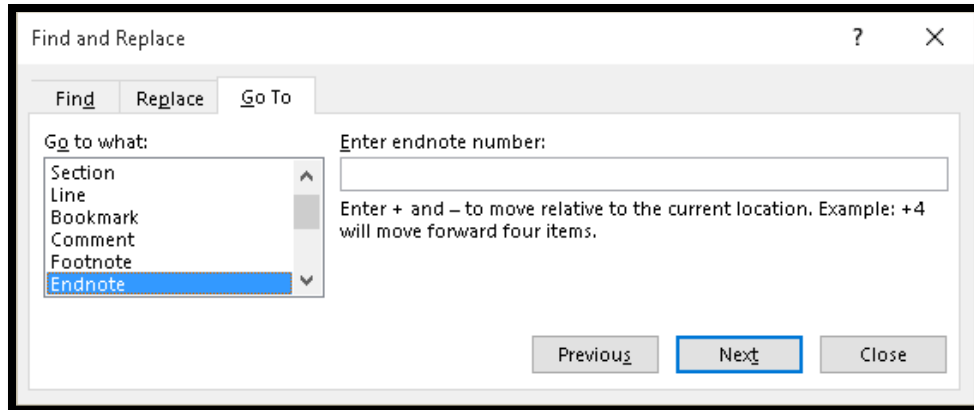 Find and Replace
?
Find
Replace
Go To
Go to what:
Section
Line
Bookmark
Comment
Footnote
Endnote
Enter endnote number:
Enter + and – to move relative to the current location. Example: +4
will move forward four items.
Previous
Next
Close